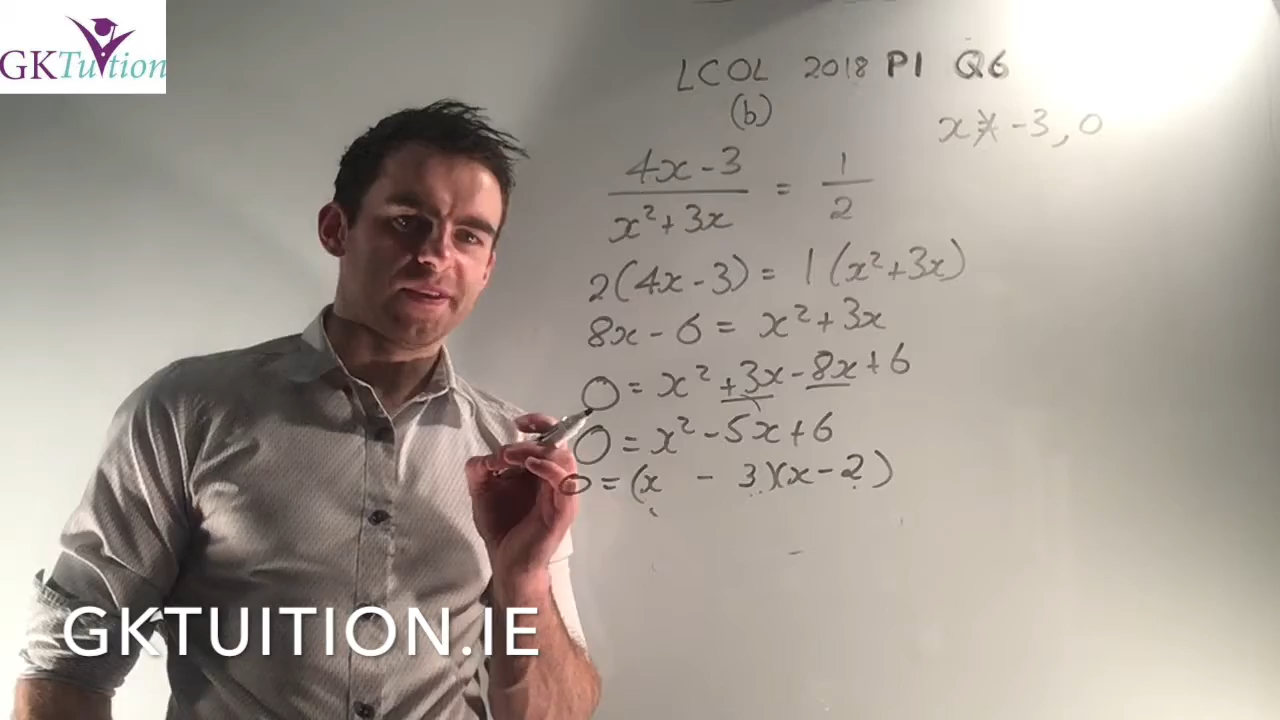 GKTuition
LCOL 2018 P1 Q6
(b)
x ≠ -3, 0
4x - 3 / x² + 3x = 1 / 2
2(4x - 3) = 1(x² + 3x)
8x - 6 = x² + 3x
0 = x² + 3x - 8x + 6
0 = x² - 5x + 6
0 = (x - 3)(x - 2)
GKTUITION.IE